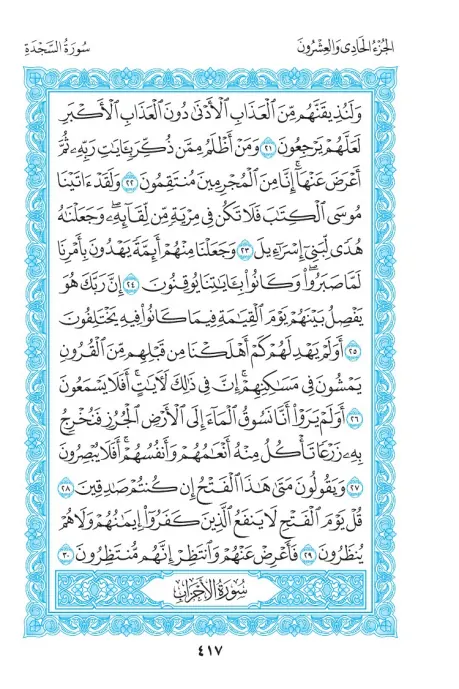 الجُزْءُ الحَادِى وَالعِشْرُونَ
سُورَةُ السَّجْدَةِ
وَلَنُذِيقَنَّهُم مِّنَ ٱلْعَذَابِ ٱلْأَدْنَىٰ دُونَ ٱلْعَذَابِ ٱلْأَكْبَرِ
لَعَلَّهُمْ يَرْجِعُونَ ٢١ وَمَنْ أَظْلَمُ مِمَّن ذُكِّرَ بِـَٔايَٰتِ رَبِّهِۦ ثُمَّ
أَعْرَضَ عَنْهَآ ۚ إِنَّا مِنَ ٱلْمُجْرِمِينَ مُنتَقِمُونَ ٢٢ وَلَقَدْ ءَاتَيْنَا
مُوسَى ٱلْكِتَٰبَ فَلَا تَكُن فِى مِرْيَةٍ مِّن لِّقَآئِهِۦ ۖ وَجَعَلْنَٰهُ
هُدًى لِّبَنِىٓ إِسْرَٰٓءِيلَ ٢٣ وَجَعَلْنَا مِنْهُمْ أَئِمَّةً يَهْدُونَ بِأَمْرِنَا
لَمَّا صَبَرُوا۟ ۖ وَكَانُوا۟ بِـَٔايَٰتِنَا يُوقِنُونَ ٢٤ إِنَّ رَبَّكَ هُوَ
يَفْصِلُ بَيْنَهُمْ يَوْمَ ٱلْقِيَٰمَةِ فِيمَا كَانُوا۟ فِيهِ يَخْتَلِفُونَ
٢٥ أَوَلَمْ يَهْدِ لَهُمْ كَمْ أَهْلَكْنَا مِن قَبْلِهِم مِّنَ ٱلْقُرُونِ
يَمْشُونَ فِى مَسَٰكِنِهِمْ ۚ إِنَّ فِى ذَٰلِكَ لَءَايَٰتٍ ۖ أَفَلَا يَسْمَعُونَ
٢٦ أَوَلَمْ يَرَوْا۟ أَنَّا نَسُوقُ ٱلْمَآءَ إِلَى ٱلْأَرْضِ ٱلْجُرُزِ فَنُخْرِجُ
بِهِۦ زَرْعًا تَأْكُلُ مِنْهُ أَنْعَٰمُهُمْ وَأَنفُسُهُمْ ۖ أَفَلَا يُبْصِرُونَ
٢٧ وَيَقُولُونَ مَتَىٰ هَٰذَا ٱلْفَتْحُ إِن كُنتُمْ صَٰدِقِينَ ٢٨
قُلْ يَوْمَ ٱلْفَتْحِ لَا يَنفَعُ ٱلَّذِينَ كَفَرُوٓا۟ إِيمَٰنُهُمْ وَلَا هُمْ
يُنظَرُونَ ٢٩ فَأَعْرِضْ عَنْهُمْ وَٱنتَظِرْ إِنَّهُم مُّنتَظِرُونَ ٣٠
سُورَةُ الأَحْزَابِ
٤١٧